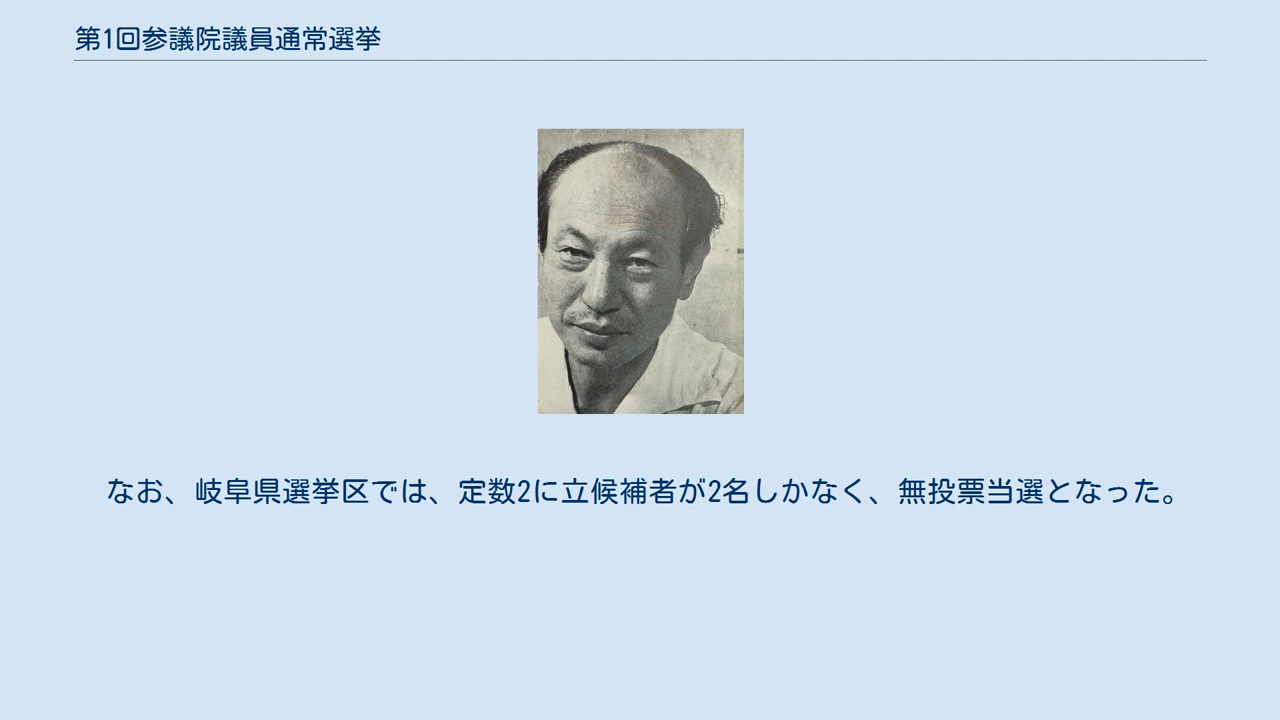 第1回参議院議員通常選挙
なお、岐阜県選挙区では、定数2に立候補者が2名しかなく、無投票当選となった。